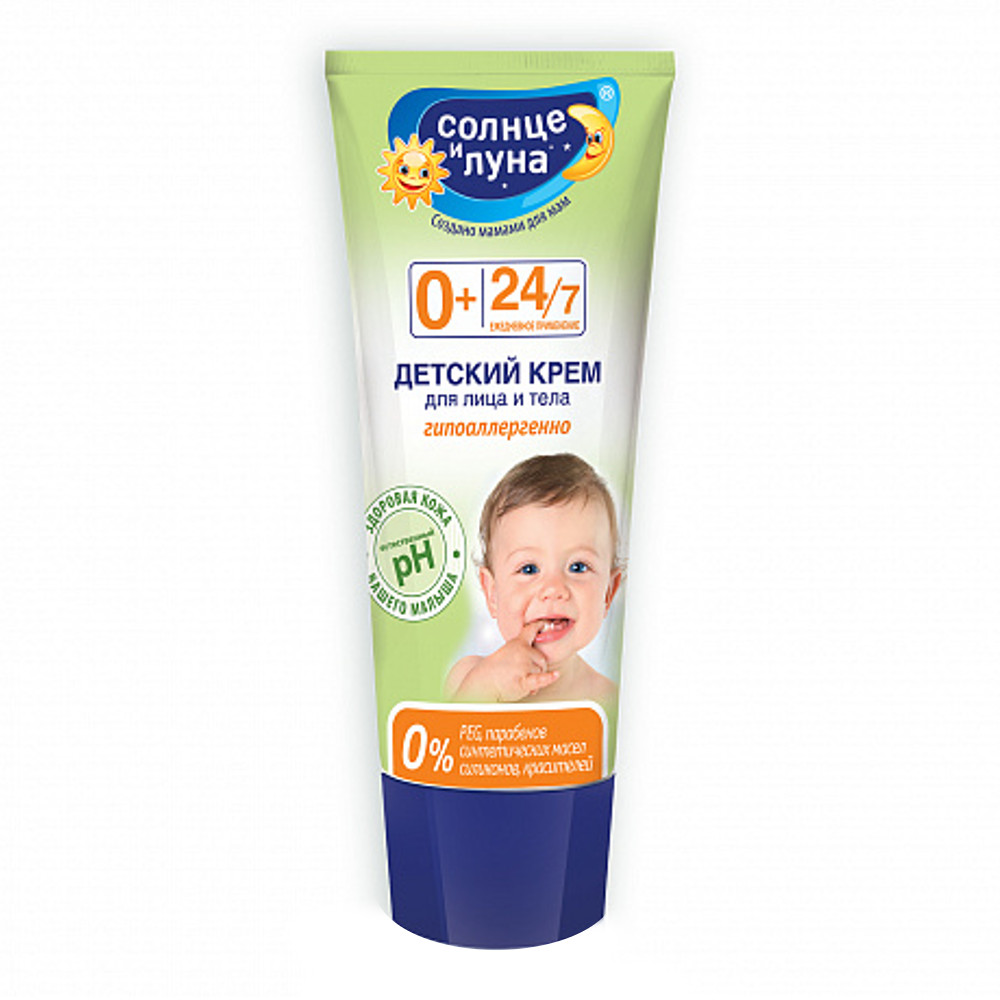 СОЛНЦЕ
И ЛУНА
®
Создано мамами для мам
0+ 24/7
ЕЖЕДНЕВНОЕ ПРИМЕНЕНИЕ
ДЕТСКИЙ КРЕМ
ДЛЯ ЛИЦА И ТЕЛА
гипоаллергенно
ЗДОРОВАЯ КОЖА
естественный
pH
ВАШЕГО МАЛЫША
0% PEG, парабенов
синтетических масел
силиконов, красителей